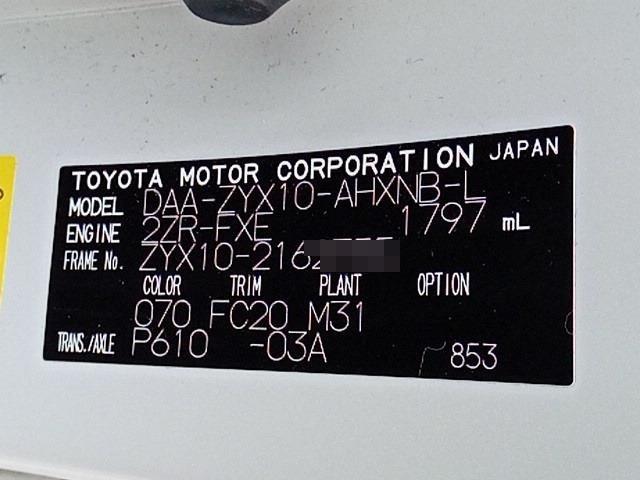 TOYOTA MOTOR CORPORATION JAPAN
MODEL DAA-ZYX10-AHXNB-L
ENGINE 2ZR-FXE 1797 mL
FRAME No. ZYX10-2162
COLOR TRIM PLANT OPTION
070 FC20 M31
TRANS./AXLE P610 -03A 853